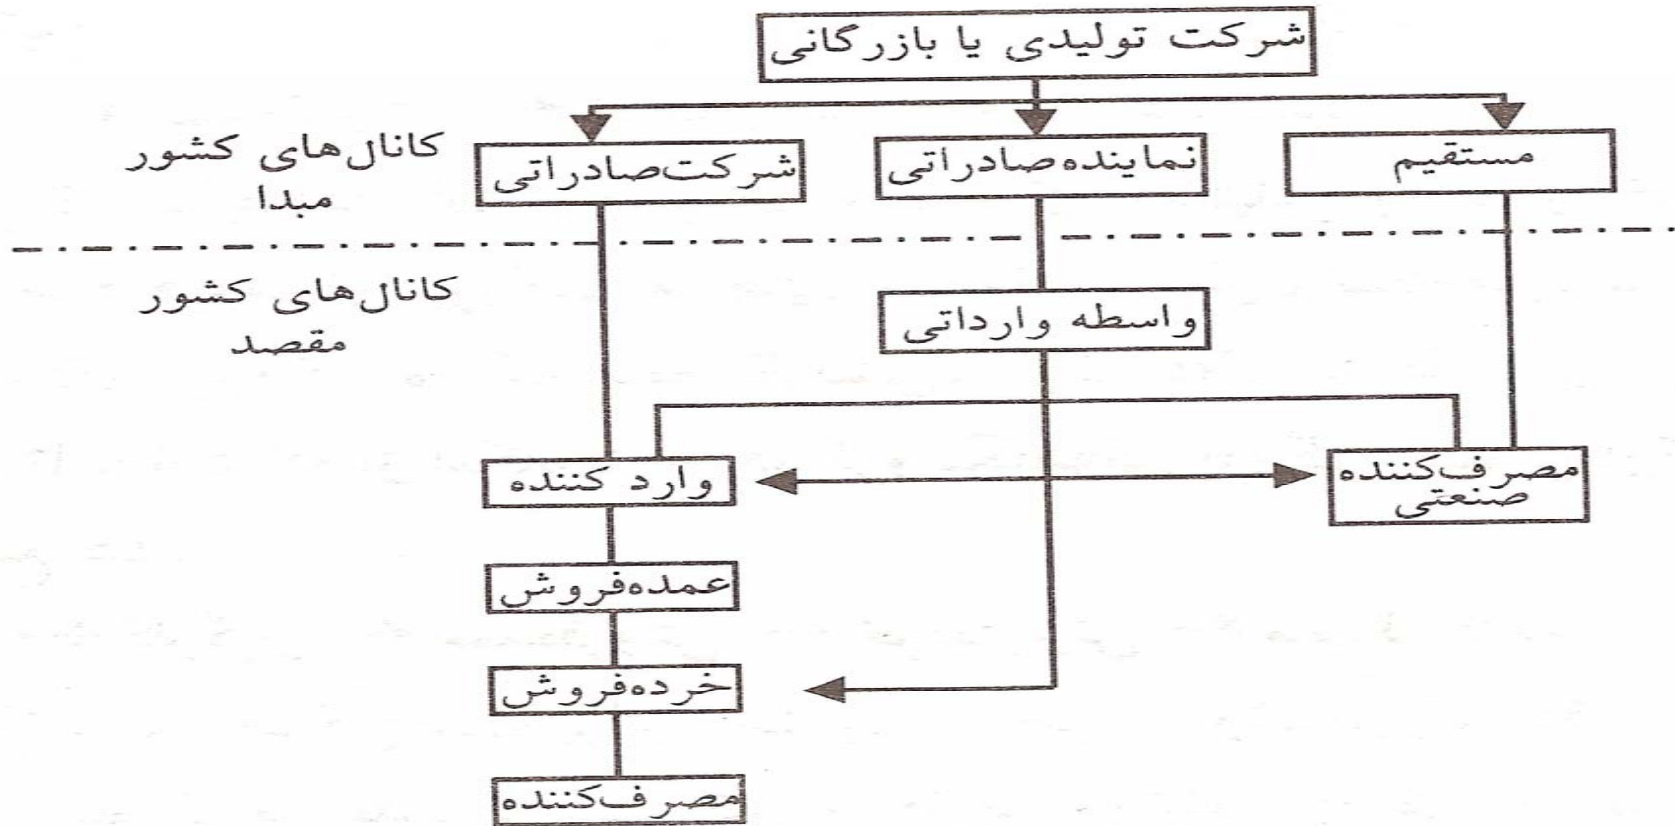 شرکت تولیدی یا بازرگانی
مستقیم
نماینده صادراتی
شرکت صادراتی
کانال‌های کشور
مبدا
کانال‌های کشور
مقصد
واسطه وارداتی
مصرف‌کننده
صنعتی
وارد کننده
عمده‌فروش
خرده‌فروش
مصرف‌کننده